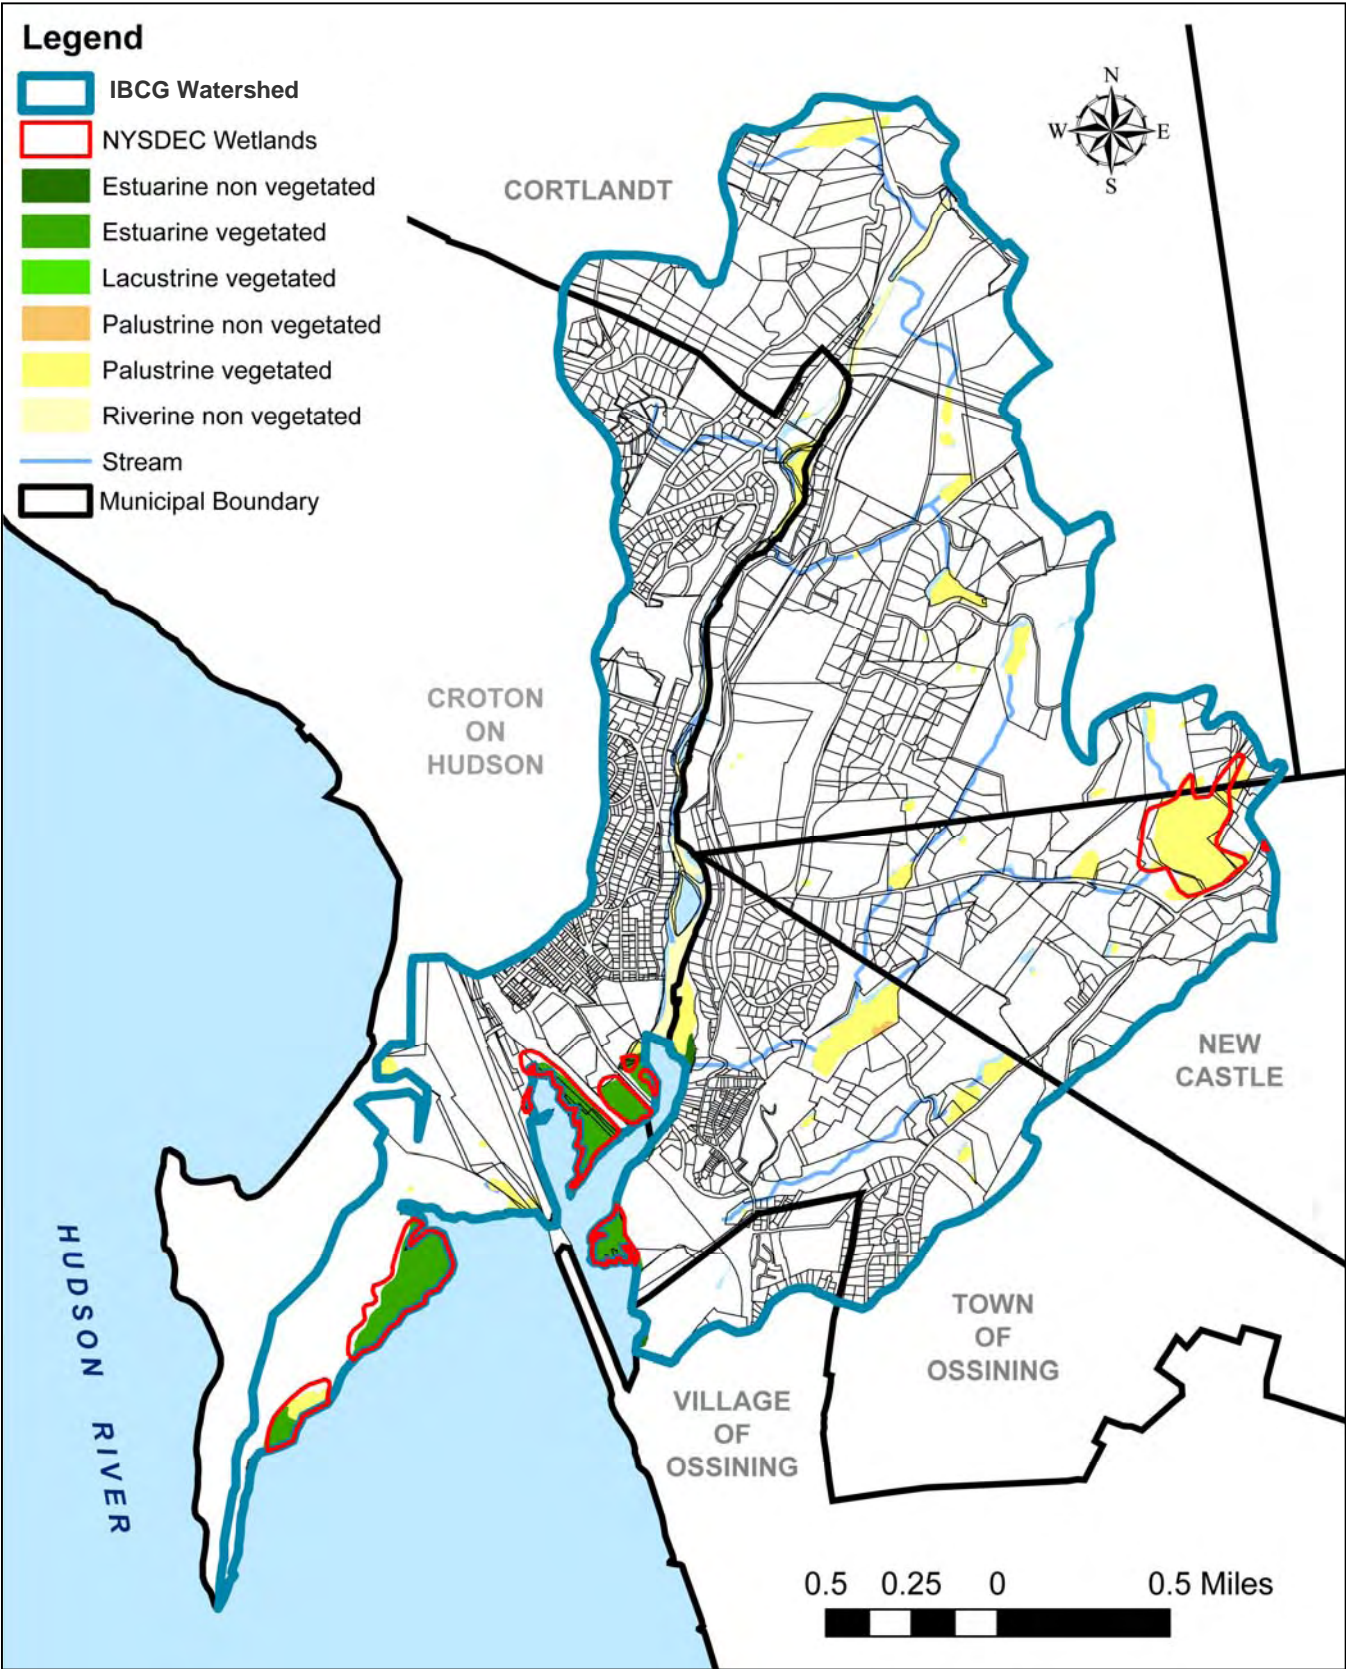 Legend
IBCG Watershed
NYSDEC Wetlands
Estuarine non vegetated
Estuarine vegetated
Lacustrine vegetated
Palustrine non vegetated
Palustrine vegetated
Riverine non vegetated
Stream
Municipal Boundary
N
W
E
S
CORTLANDT
CROTON
ON
HUDSON
NEW
CASTLE
HUDSON RIVER
TOWN
OF
OSSINING
VILLAGE
OF
OSSINING
0.5 0.25 0 0.5 Miles